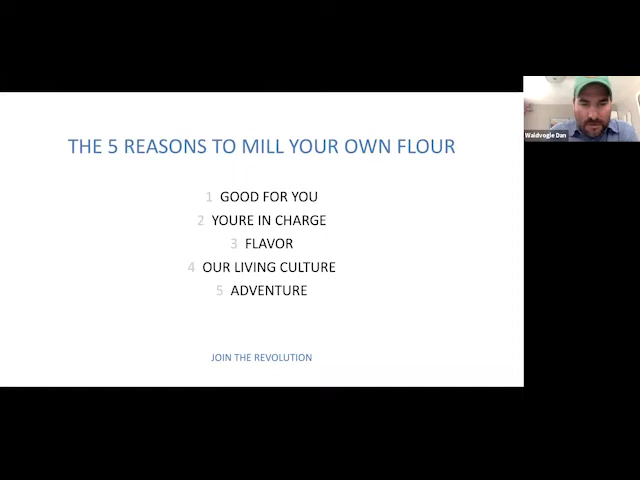 THE 5 REASONS TO MILL YOUR OWN FLOUR
1 GOOD FOR YOU
2 YOURE IN CHARGE
3 FLAVOR
4 OUR LIVING CULTURE
5 ADVENTURE
JOIN THE REVOLUTION
Waldvogle Dan